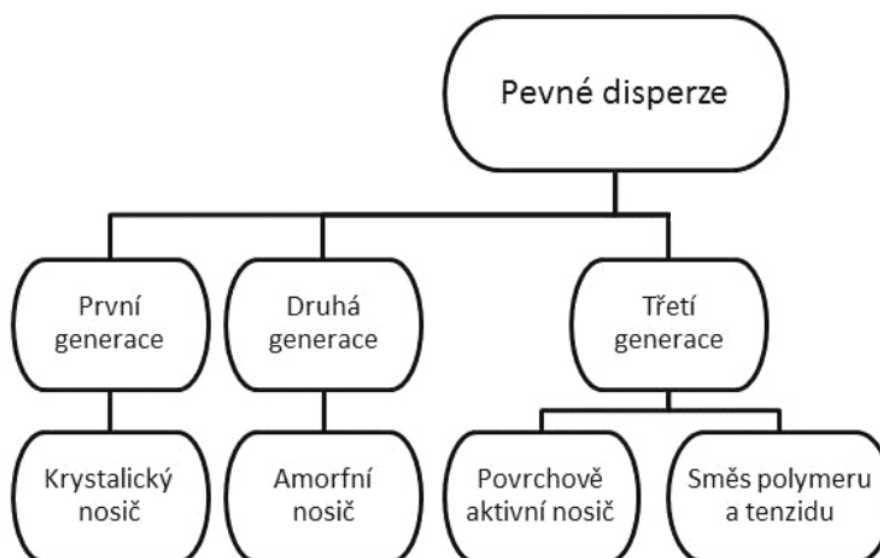 Pevné disperze
První
generace
Druhá
generace
Třetí
generace
Krystalický
nosič
Amorfní
nosič
Povrchově
aktivní nosič
Směs polymeru
a tenzidu